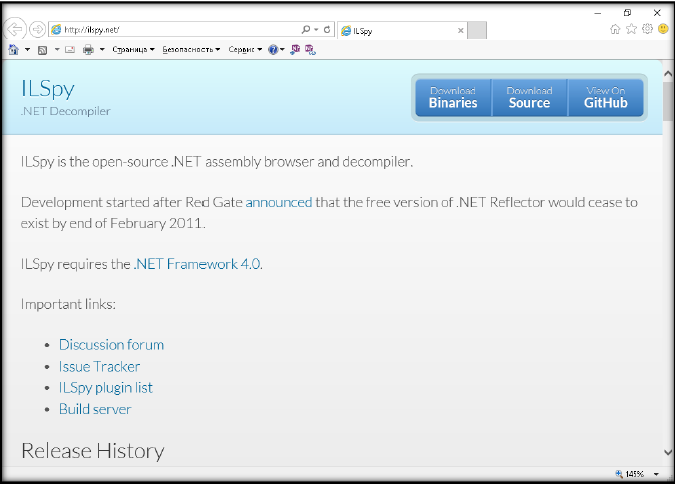 http://ilspy.net/
ILSpy
Страница
Безопасность
Сервис
ILSpy
.NET Decompiler
Download
Binaries
Download
Source
View On
GitHub
ILSpy is the open-source .NET assembly browser and decompiler.
Development started after Red Gate announced that the free version of .NET Reflector would cease to
exist by end of February 2011.
ILSpy requires the .NET Framework 4.0.
Important links:
Discussion forum
Issue Tracker
ILSpy plugin list
Build server
Release History
145%